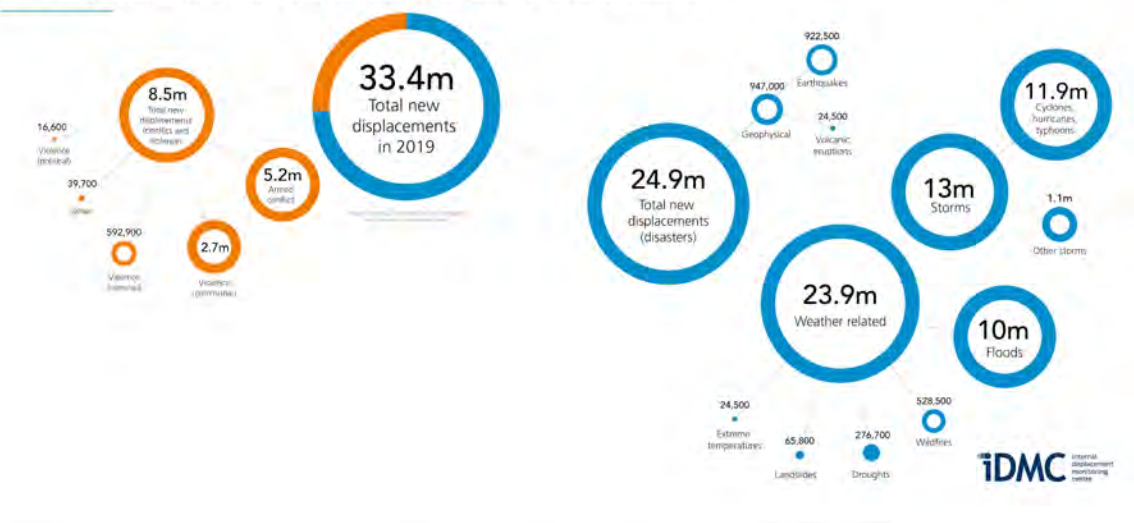 33.4m
Total new
displacements
in 2019
8.5m
Total new
displacements
conflict and
violence
16,600
Violence
39,700
Other
592,900
Violence
2.7m
Violence
(communal)
5.2m
Armed
conflict
24.9m
Total new
displacements
(disasters)
947,000
Geophysical
922,500
Earthquakes
24,500
Volcanic
eruptions
23.9m
Weather related
13m
Storms
11.9m
Cyclones,
hurricanes,
typhoons
1.1m
Other storms
10m
Floods
528,500
Wildfires
276,700
Droughts
65,800
Landslides
24,500
Extreme
temperatures
iDMC
internal
displacement
monitoring
centre